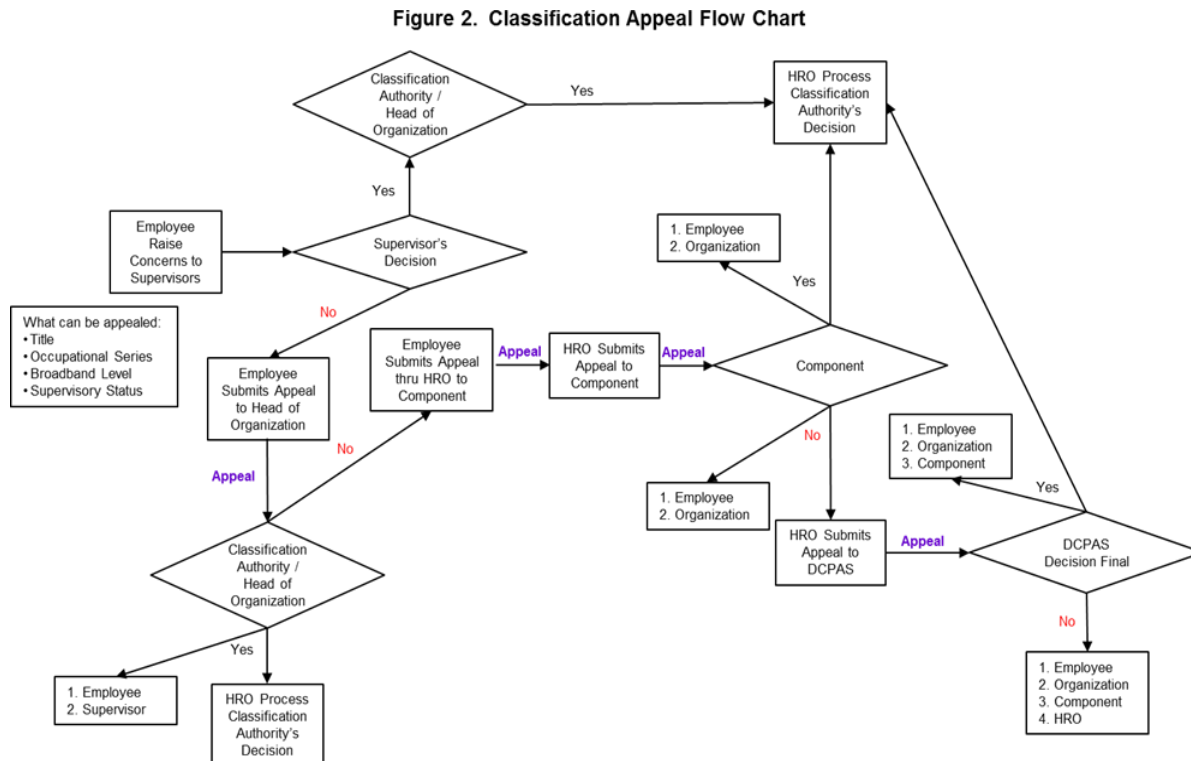 Figure 2.  Classification Appeal Flow Chart
Classification
Authority /
Head of
Organization
Yes
HRO Process
Classification
Authority's
Decision
Yes
Employee
Raise
Concerns to
Supervisors
Supervisor's
Decision
1. Employee
2. Organization
Yes
No
What can be appealed:
• Title
• Occupational Series
• Broadband Level
• Supervisory Status
Employee
Submits Appeal
to Head of
Organization
Employee
Submits Appeal
thru HRO to
Component
Appeal
HRO Submits
Appeal to
Component
Appeal
Component
No
Appeal
No
1. Employee
2. Organization
1. Employee
2. Organization
3. Component
Yes
Classification
Authority /
Head of
Organization
HRO Submits
Appeal to
DCPAS
Appeal
DCPAS
Decision Final
No
Yes
1. Employee
2. Supervisor
HRO Process
Classification
Authority's
Decision
1. Employee
2. Organization
3. Component
4. HRO